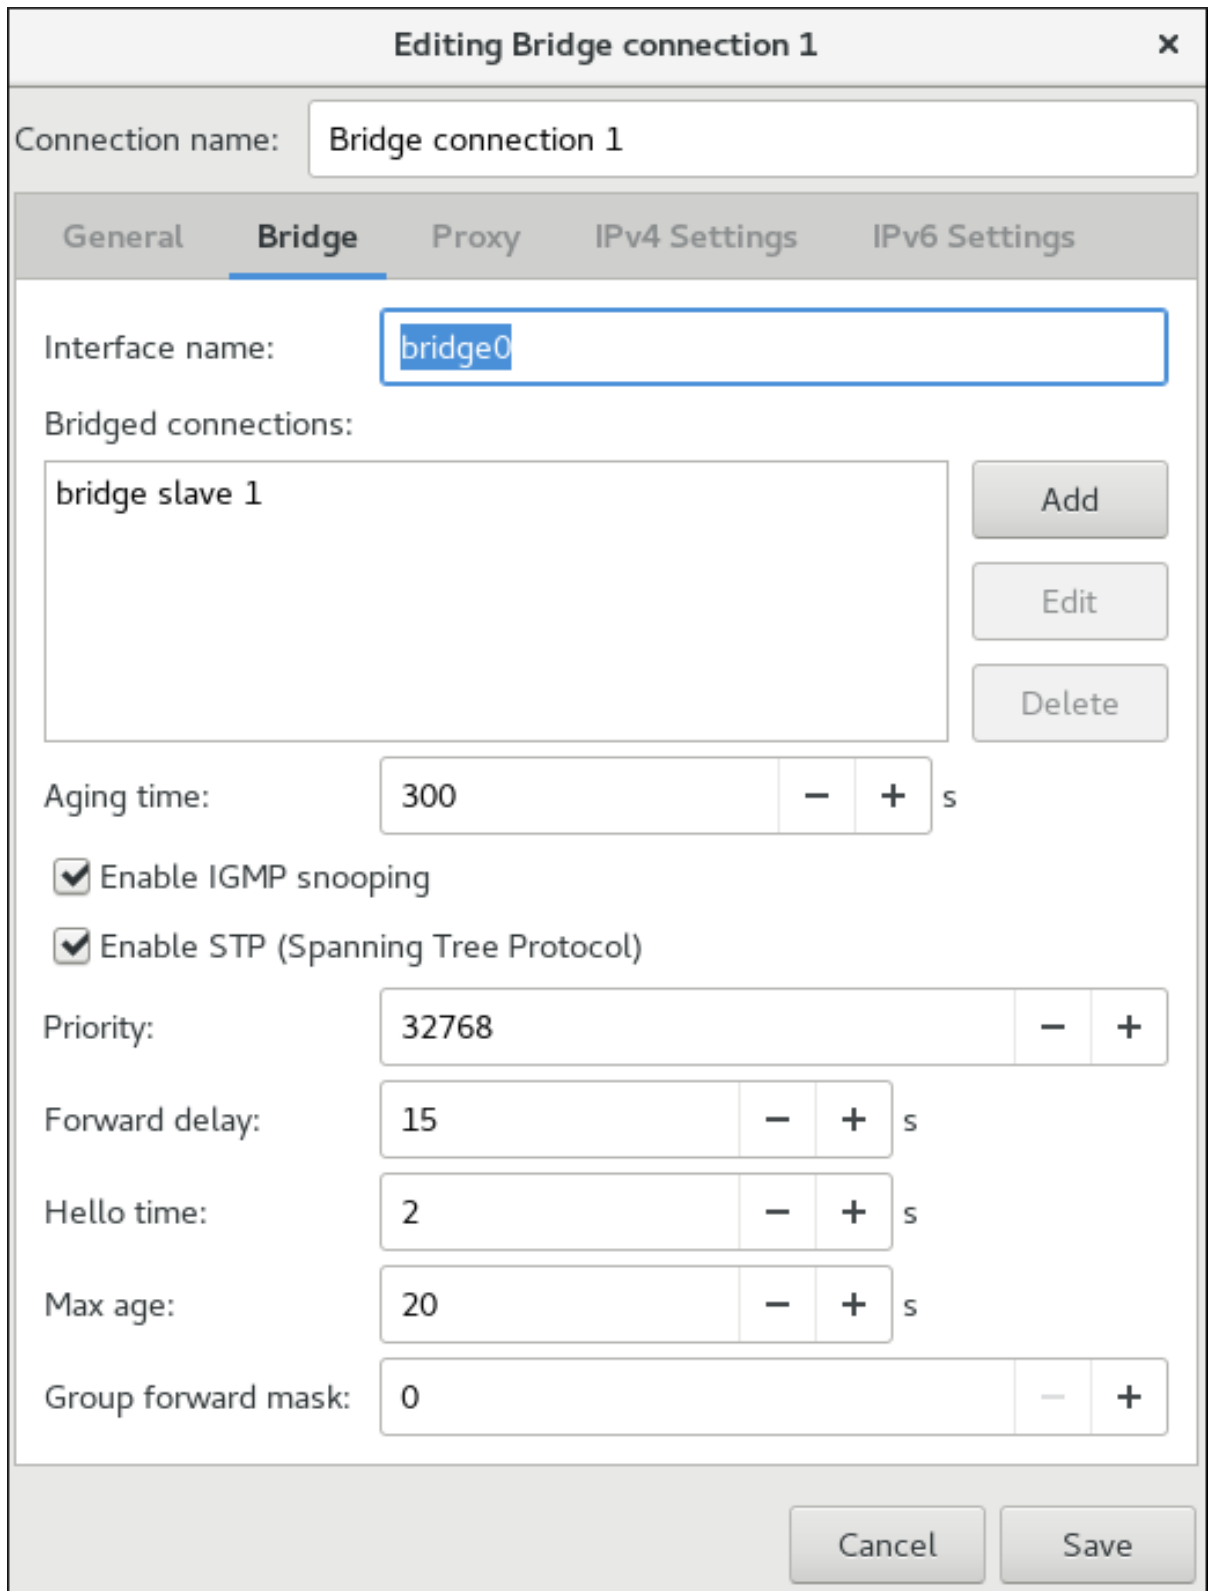 Editing Bridge connection 1 ×
Connection name: Bridge connection 1
General Bridge Proxy IPv4 Settings IPv6 Settings
Interface name: bridge0
Bridged connections:
bridge slave 1
Add
Edit
Delete
Aging time: 300 − + s
Enable IGMP snooping
Enable STP (Spanning Tree Protocol)
Priority: 32768 − +
Forward delay: 15 − + s
Hello time: 2 − + s
Max age: 20 − + s
Group forward mask: 0 − +
Cancel Save